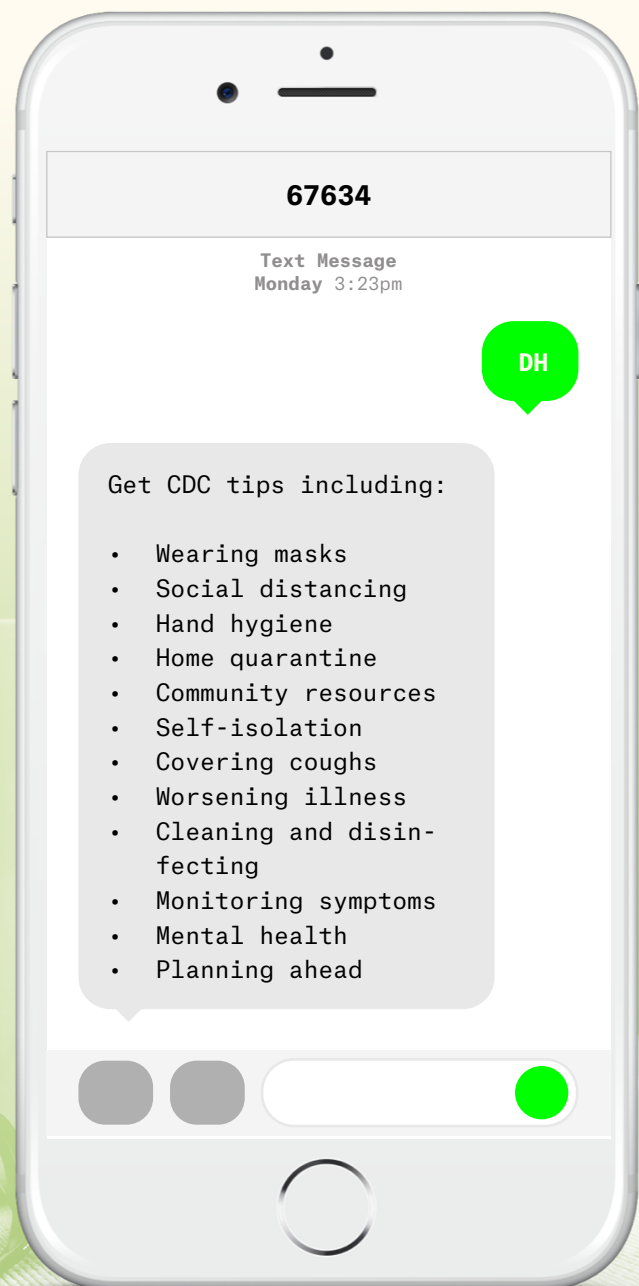 67634
Text Message
Monday 3:23pm
DH
Get CDC tips including:
• Wearing masks
• Social distancing
• Hand hygiene
• Home quarantine
• Community resources
• Self-isolation
• Covering coughs
• Worsening illness
• Cleaning and disin-
fecting
• Monitoring symptoms
• Mental health
• Planning ahead